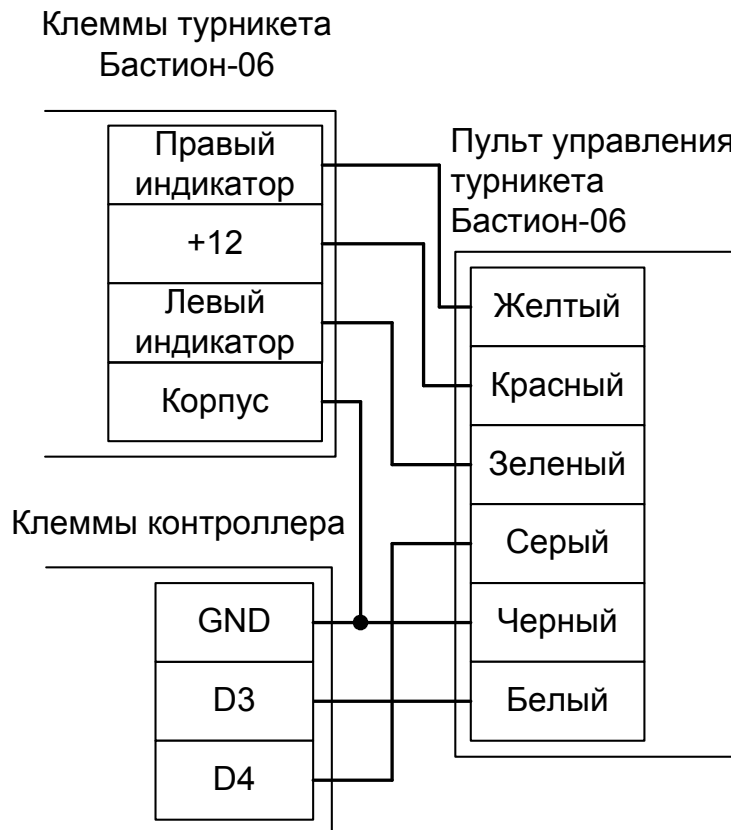 Клеммы турникета
Бастион-06
Правый
индикатор
+12
Левый
индикатор
Корпус
Пульт управления
турникета
Бастион-06
Желтый
Красный
Зеленый
Серый
Черный
Белый
Клеммы контроллера
GND
D3
D4